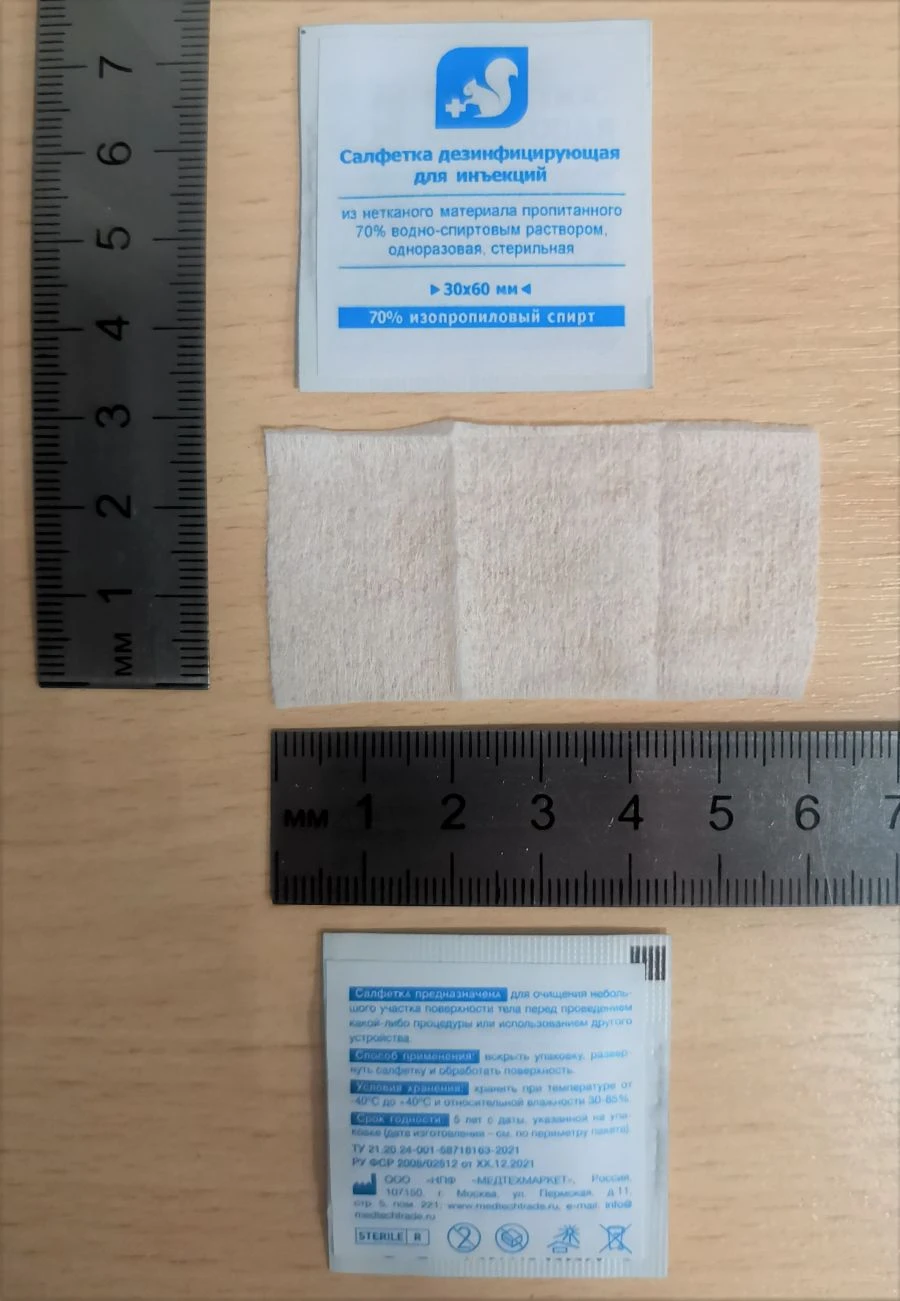 7
6
5
4
3
2
1
мм
Салфетка дезинфицирующая
для инъекций
из нетканого материала пропитанного
70% водно-спиртовым раствором,
одноразовая, стерильная
30х60 мм
70% изопропиловый спирт
мм 1 2 3 4 5 6 7
Салфетка предназначена для очищения неболь-
шого участка поверхности тела перед проведением
какой-либо процедуры или использованием другого
устройства.
Способ применения: вскрыть упаковку, развер-
нуть салфетку и обработать поверхность.
Условия хранения: хранить при температуре от
-40°С до +40°С и относительной влажности 30-85%
Срок годности: 5 лет с даты, указанной на упа-
ковке (дата изготовления - см. по периметру пакета)
ТУ 21.20.24-001-58716163-2021
РУ ФСР 2008/02812 от XX.12.2021
ООО «НПФ «МЕДТЕХМАРКЕТ», Россия,
107150, г. Москва, ул. Пермская, д.11,
стр. 5, пом. 221; www.medtechtrade.ru, e-mail: info@
medtechtrade.ru
STERILE R
2